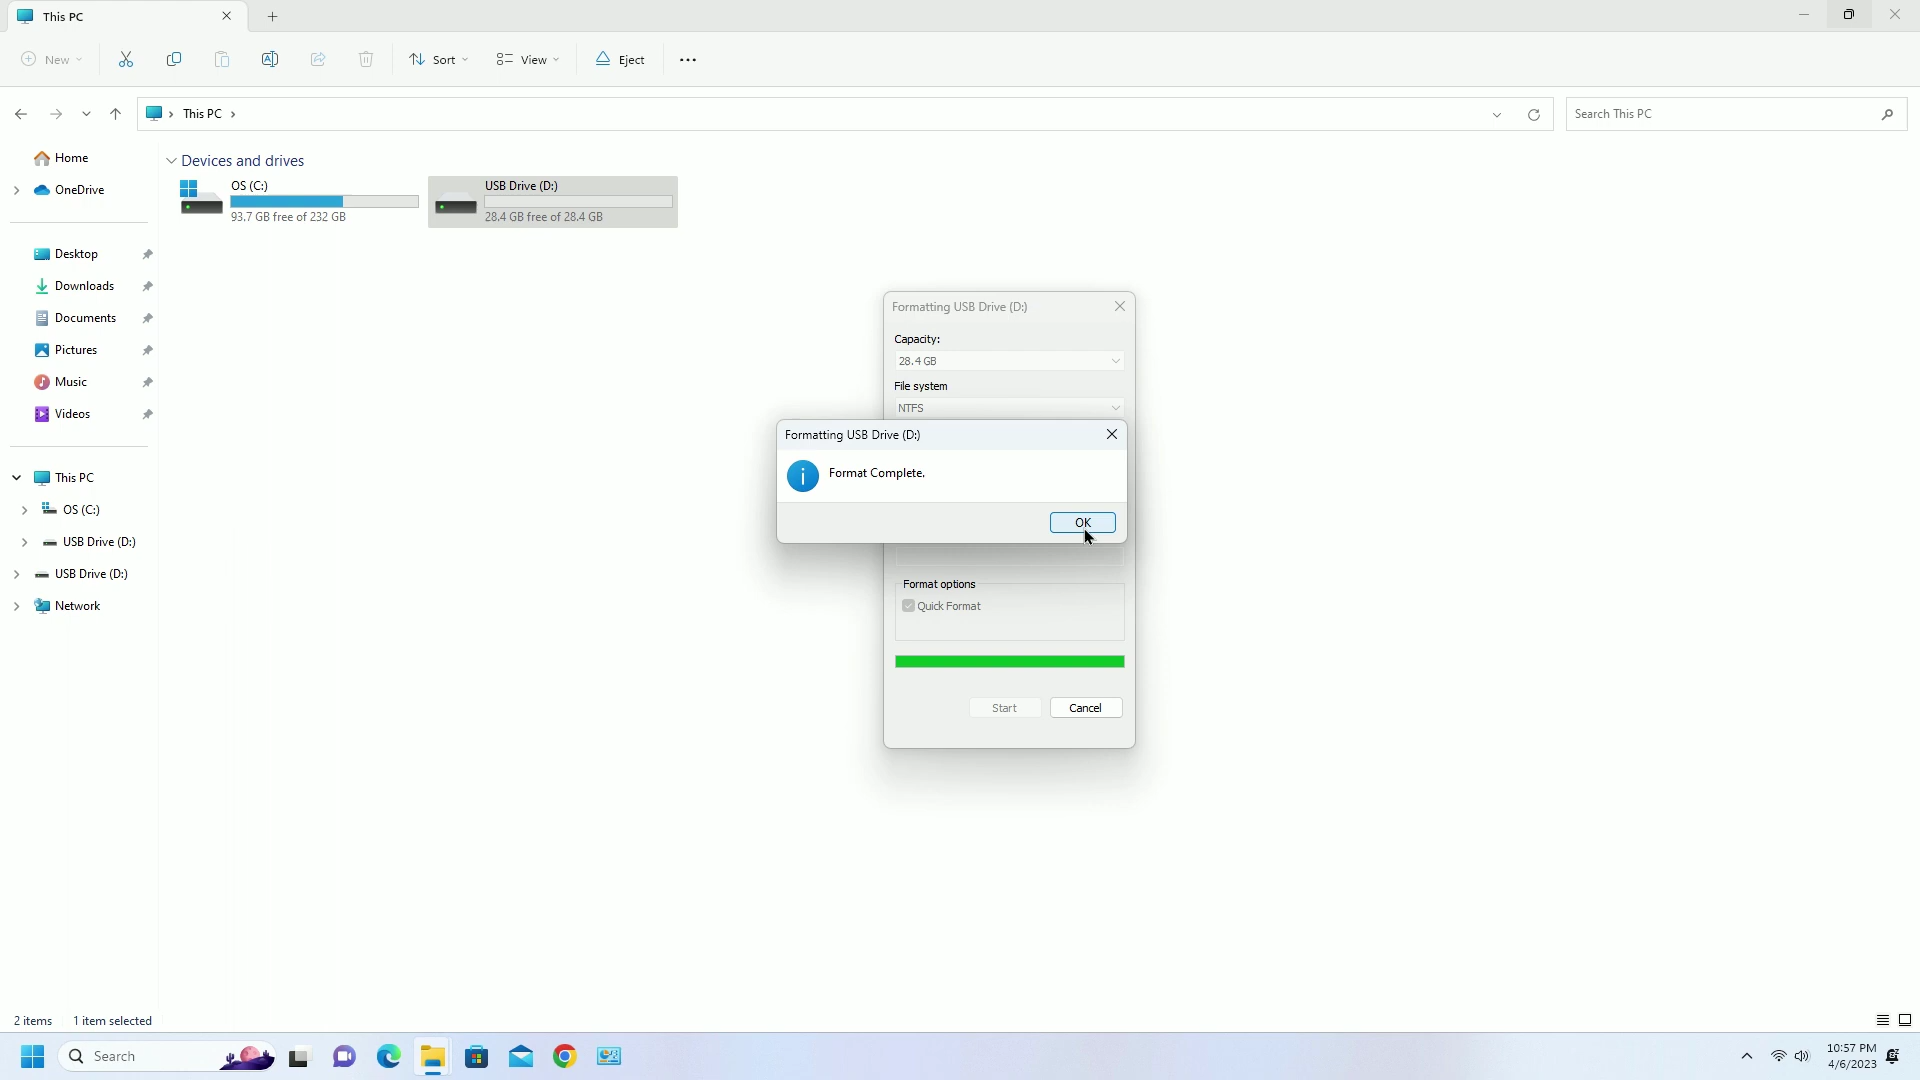 This PC
New
Sort
View
Eject
This PC
Search This PC
Home
OneDrive
Desktop
Downloads
Documents
Pictures
Music
Videos
This PC
OS (C:)
USB Drive (D:)
USB Drive (D:)
Network
Devices and drives
OS (C:)
93.7 GB free of 232 GB
USB Drive (D:)
28.4 GB free of 28.4 GB
Formatting USB Drive (D:)
Capacity:
28.4 GB
File system
NTFS
Formatting USB Drive (D:)
Format Complete.
OK
Format options
Quick Format
Start
Cancel
2 items
1 item selected
Search
10:57 PM
4/6/2023